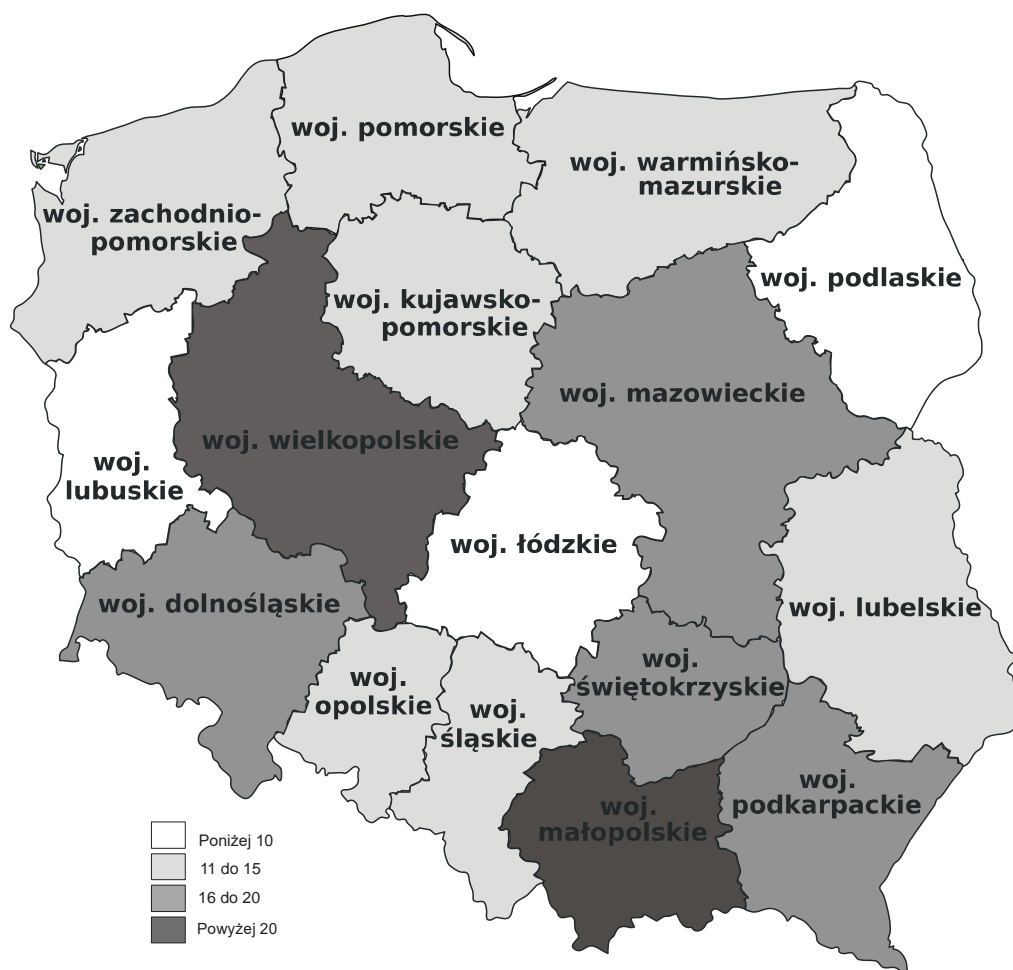 woj. pomorskie
woj. warmińsko-
mazurskie
woj. zachodnio-
pomorskie
woj. podlaskie
woj. kujawsko-
pomorskie
woj. mazowieckie
woj. wielkopolskie
woj.
lubuskie
woj. łódzkie
woj. dolnośląskie
woj. lubelskie
woj.
świętokrzyskie
woj.
opolskie
woj.
śląskie
woj.
podkarpackie
woj.
małopolskie
Poniżej 10
11 do 15
16 do 20
Powyżej 20